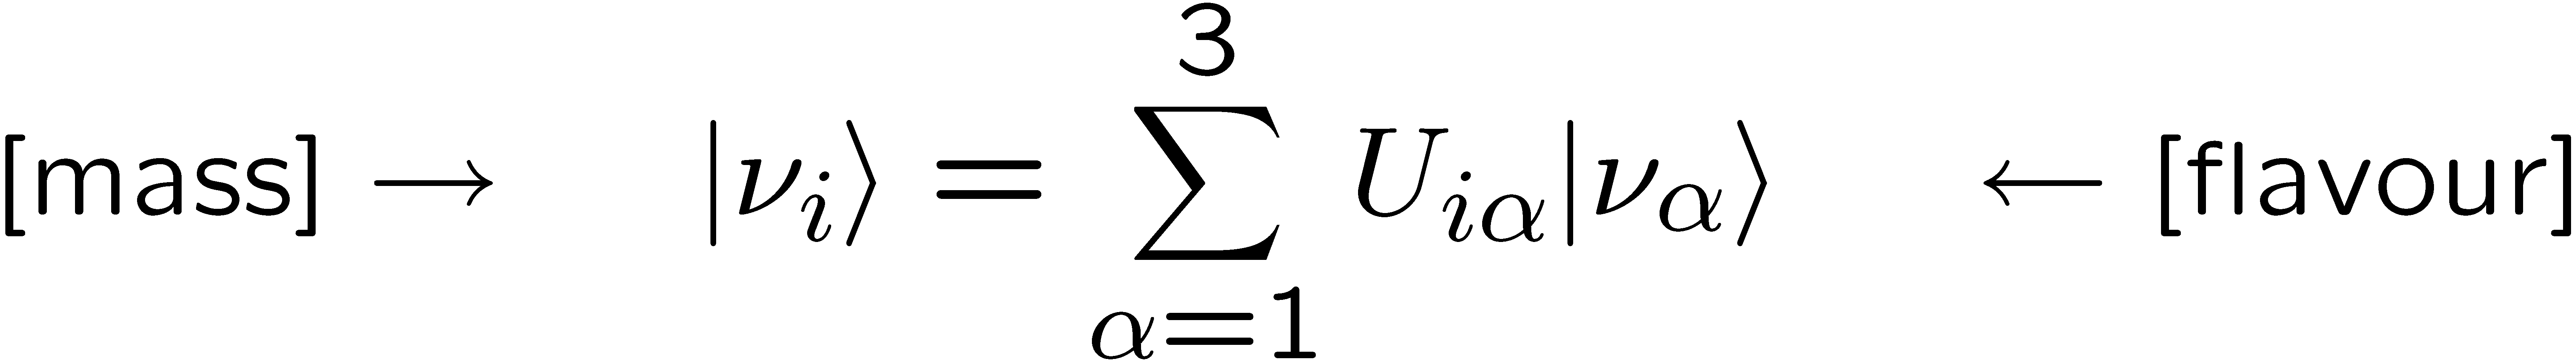 [mass] → |ν_i⟩ = ∑_{α=1}^{3} U_{iα}|ν_α⟩ ← [flavour]